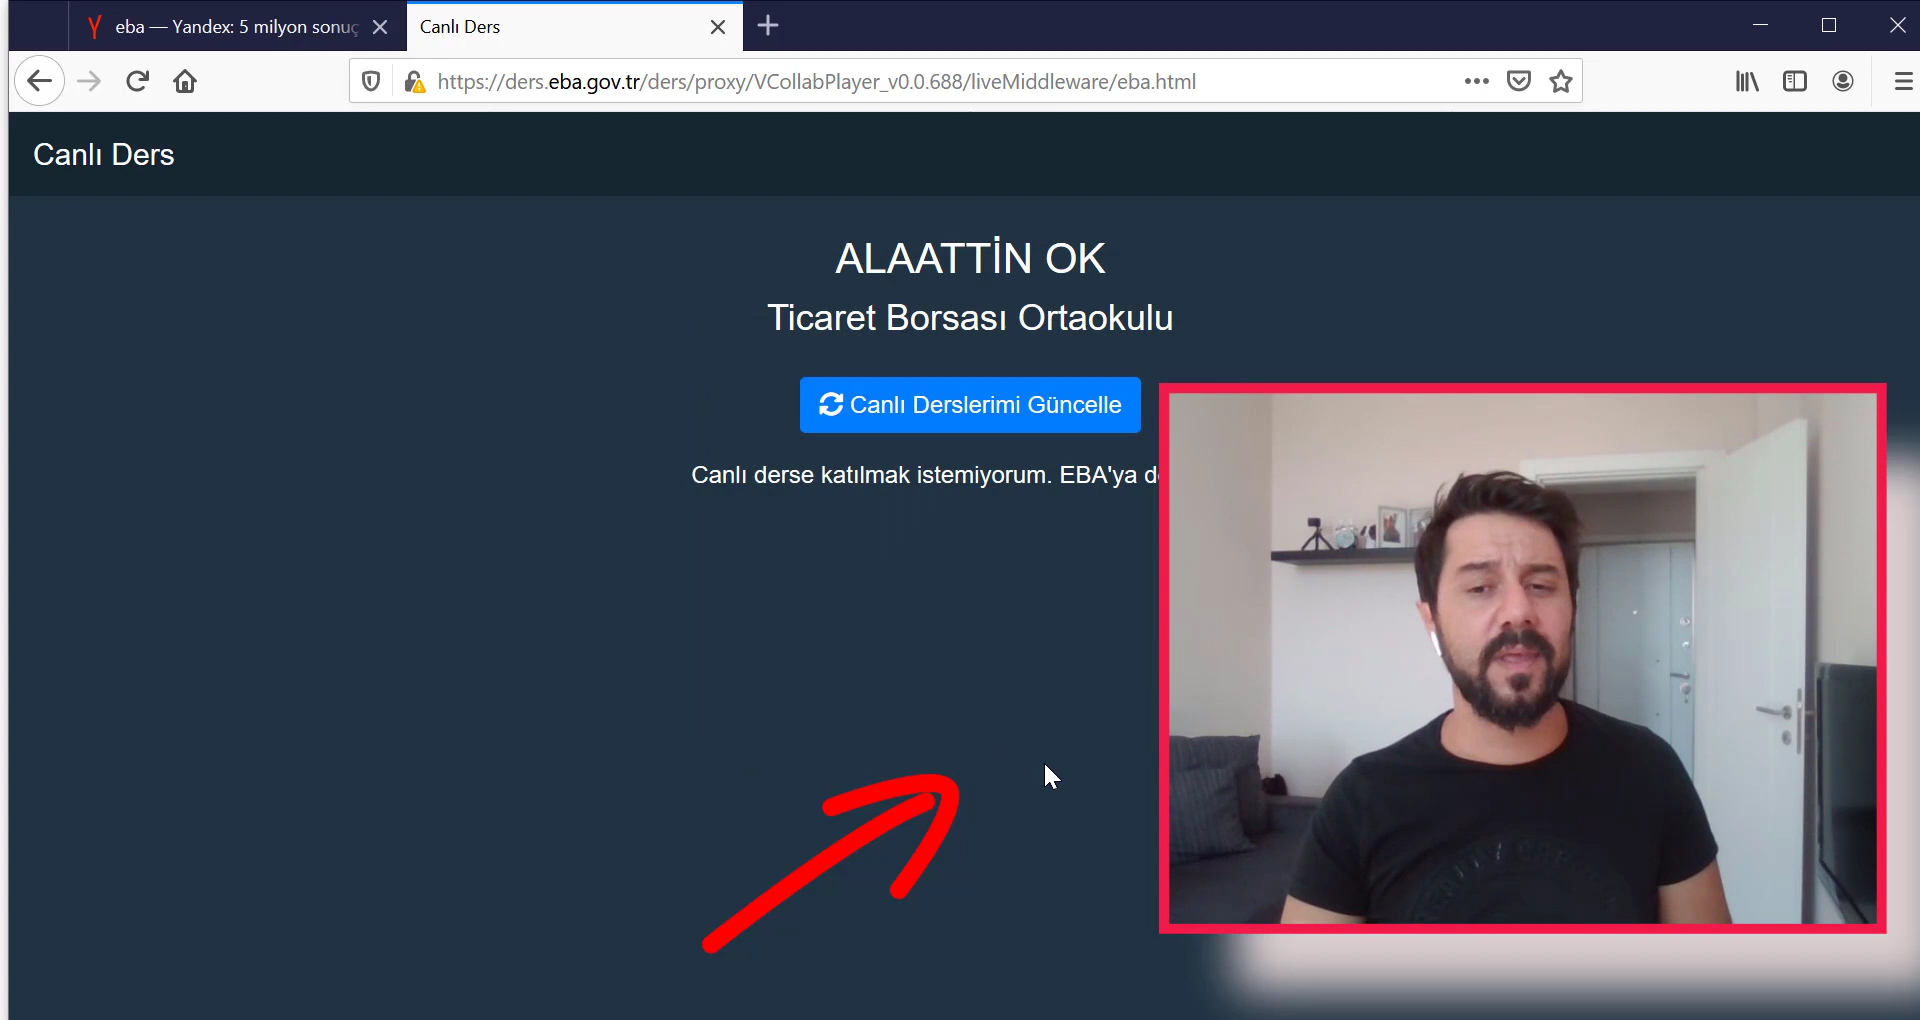 eba — Yandex: 5 milyon sonuç
Canlı Ders
https://ders.eba.gov.tr/ders/proxy/VCollabPlayer_v0.0.688/liveMiddleware/eba.html
Canlı Ders
ALAATTİN OK
Ticaret Borsası Ortaokulu
Canlı Derslerimi Güncelle
Canlı derse katılmak istemiyorum. EBA'ya